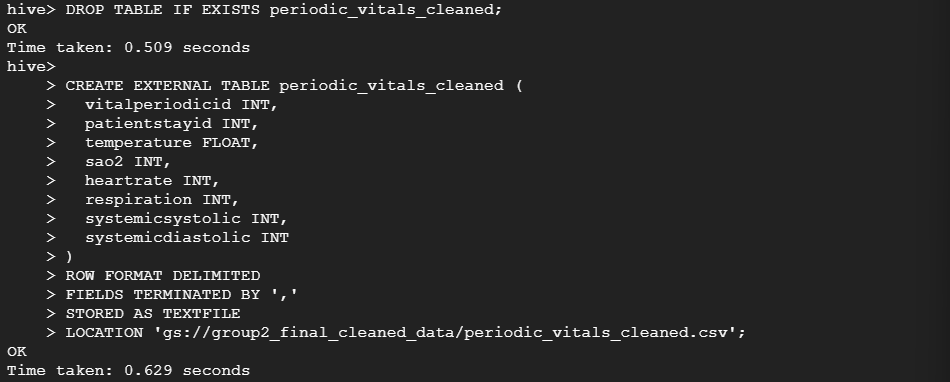 hive> DROP TABLE IF EXISTS periodic_vitals_cleaned;
OK
Time taken: 0.509 seconds
hive>
    > CREATE EXTERNAL TABLE periodic_vitals_cleaned (
    >   vitalperiodicid INT,
    >   patientstayid INT,
    >   temperature FLOAT,
    >   sao2 INT,
    >   heartrate INT,
    >   respiration INT,
    >   systemicsystolic INT,
    >   systemicdiastolic INT
    > )
    > ROW FORMAT DELIMITED
    > FIELDS TERMINATED BY ','
    > STORED AS TEXTFILE
    > LOCATION 'gs://group2_final_cleaned_data/periodic_vitals_cleaned.csv';
OK
Time taken: 0.629 seconds